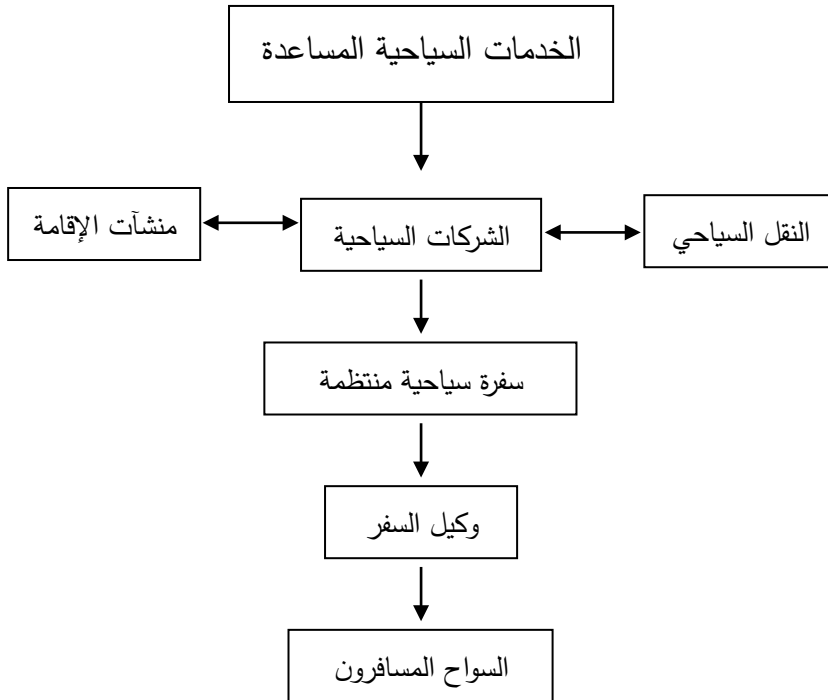 الخدمات السياحية المساعدة
النقل السياحي
الشركات السياحية
منشآت الإقامة
سفرة سياحية منتظمة
وكيل السفر
السواح المسافرون